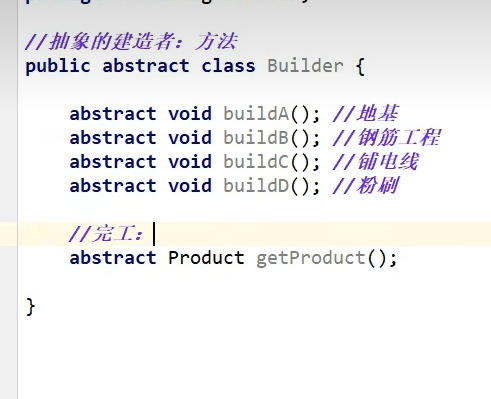 //抽象的建造者：方法
public abstract class Builder {
abstract void buildA(); //地基
abstract void buildB(); //钢筋工程
abstract void buildC(); //铺电线
abstract void buildD(); //粉刷
//完工：
abstract Product getProduct();
}